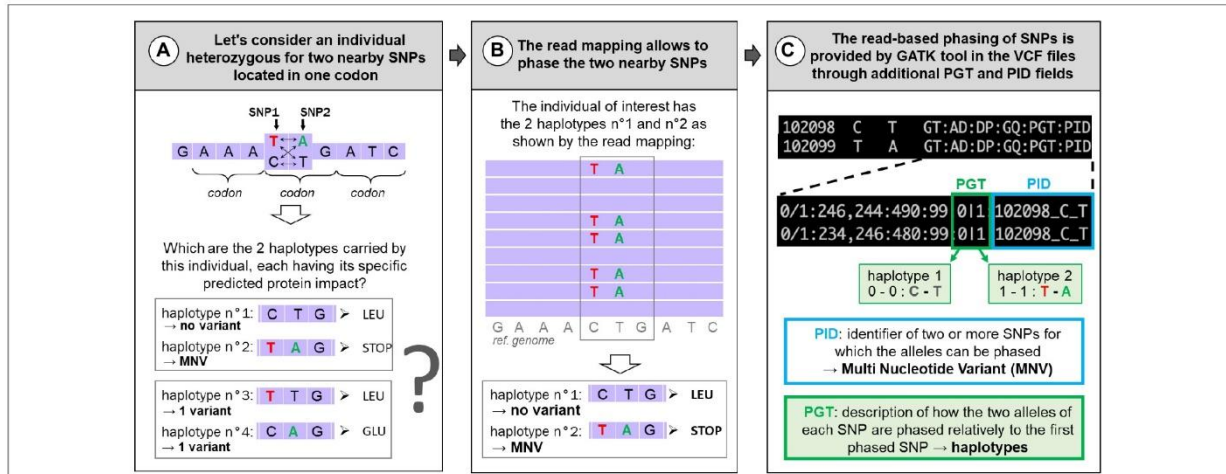 A
Let's consider an individual
heterozygous for two nearby SNPs
located in one codon
SNP1 SNP2
T A
G A A A G A T C
C T
codon codon codon
Which are the 2 haplotypes carried by
this individual, each having its specific
predicted protein impact?
haplotype n°1: C T G ➢ LEU
→ no variant
haplotype n°2: T A G ➢ STOP
→ MNV
haplotype n°3: T T G ➢ LEU
→ 1 variant
haplotype n°4: C A G ➢ GLU
→ 1 variant
?
B
The read mapping allows to
phase the two nearby SNPs
The individual of interest has
the 2 haplotypes n°1 and n°2 as
shown by the read mapping:
T A
T A
T A
T A
T A
G A A A C T G A T C
ref. genome
haplotype n°1: C T G ➢ LEU
→ no variant
haplotype n°2: T A G ➢ STOP
→ MNV
C
The read-based phasing of SNPs is
provided by GATK tool in the VCF files
through additional PGT and PID fields
102098 C T GT:AD:DP:GQ:PGT:PID
102099 T A GT:AD:DP:GQ:PGT:PID
PGT PID
0/1:246,244:490:99:0|1:102098_C_T
0/1:234,246:480:99:0|1:102098_C_T
haplotype 1
0 - 0 : C - T
haplotype 2
1 - 1 : T - A
PID: identifier of two or more SNPs for
which the alleles can be phased
→ Multi Nucleotide Variant (MNV)
PGT: description of how the two alleles of
each SNP are phased relatively to the first
phased SNP → haplotypes